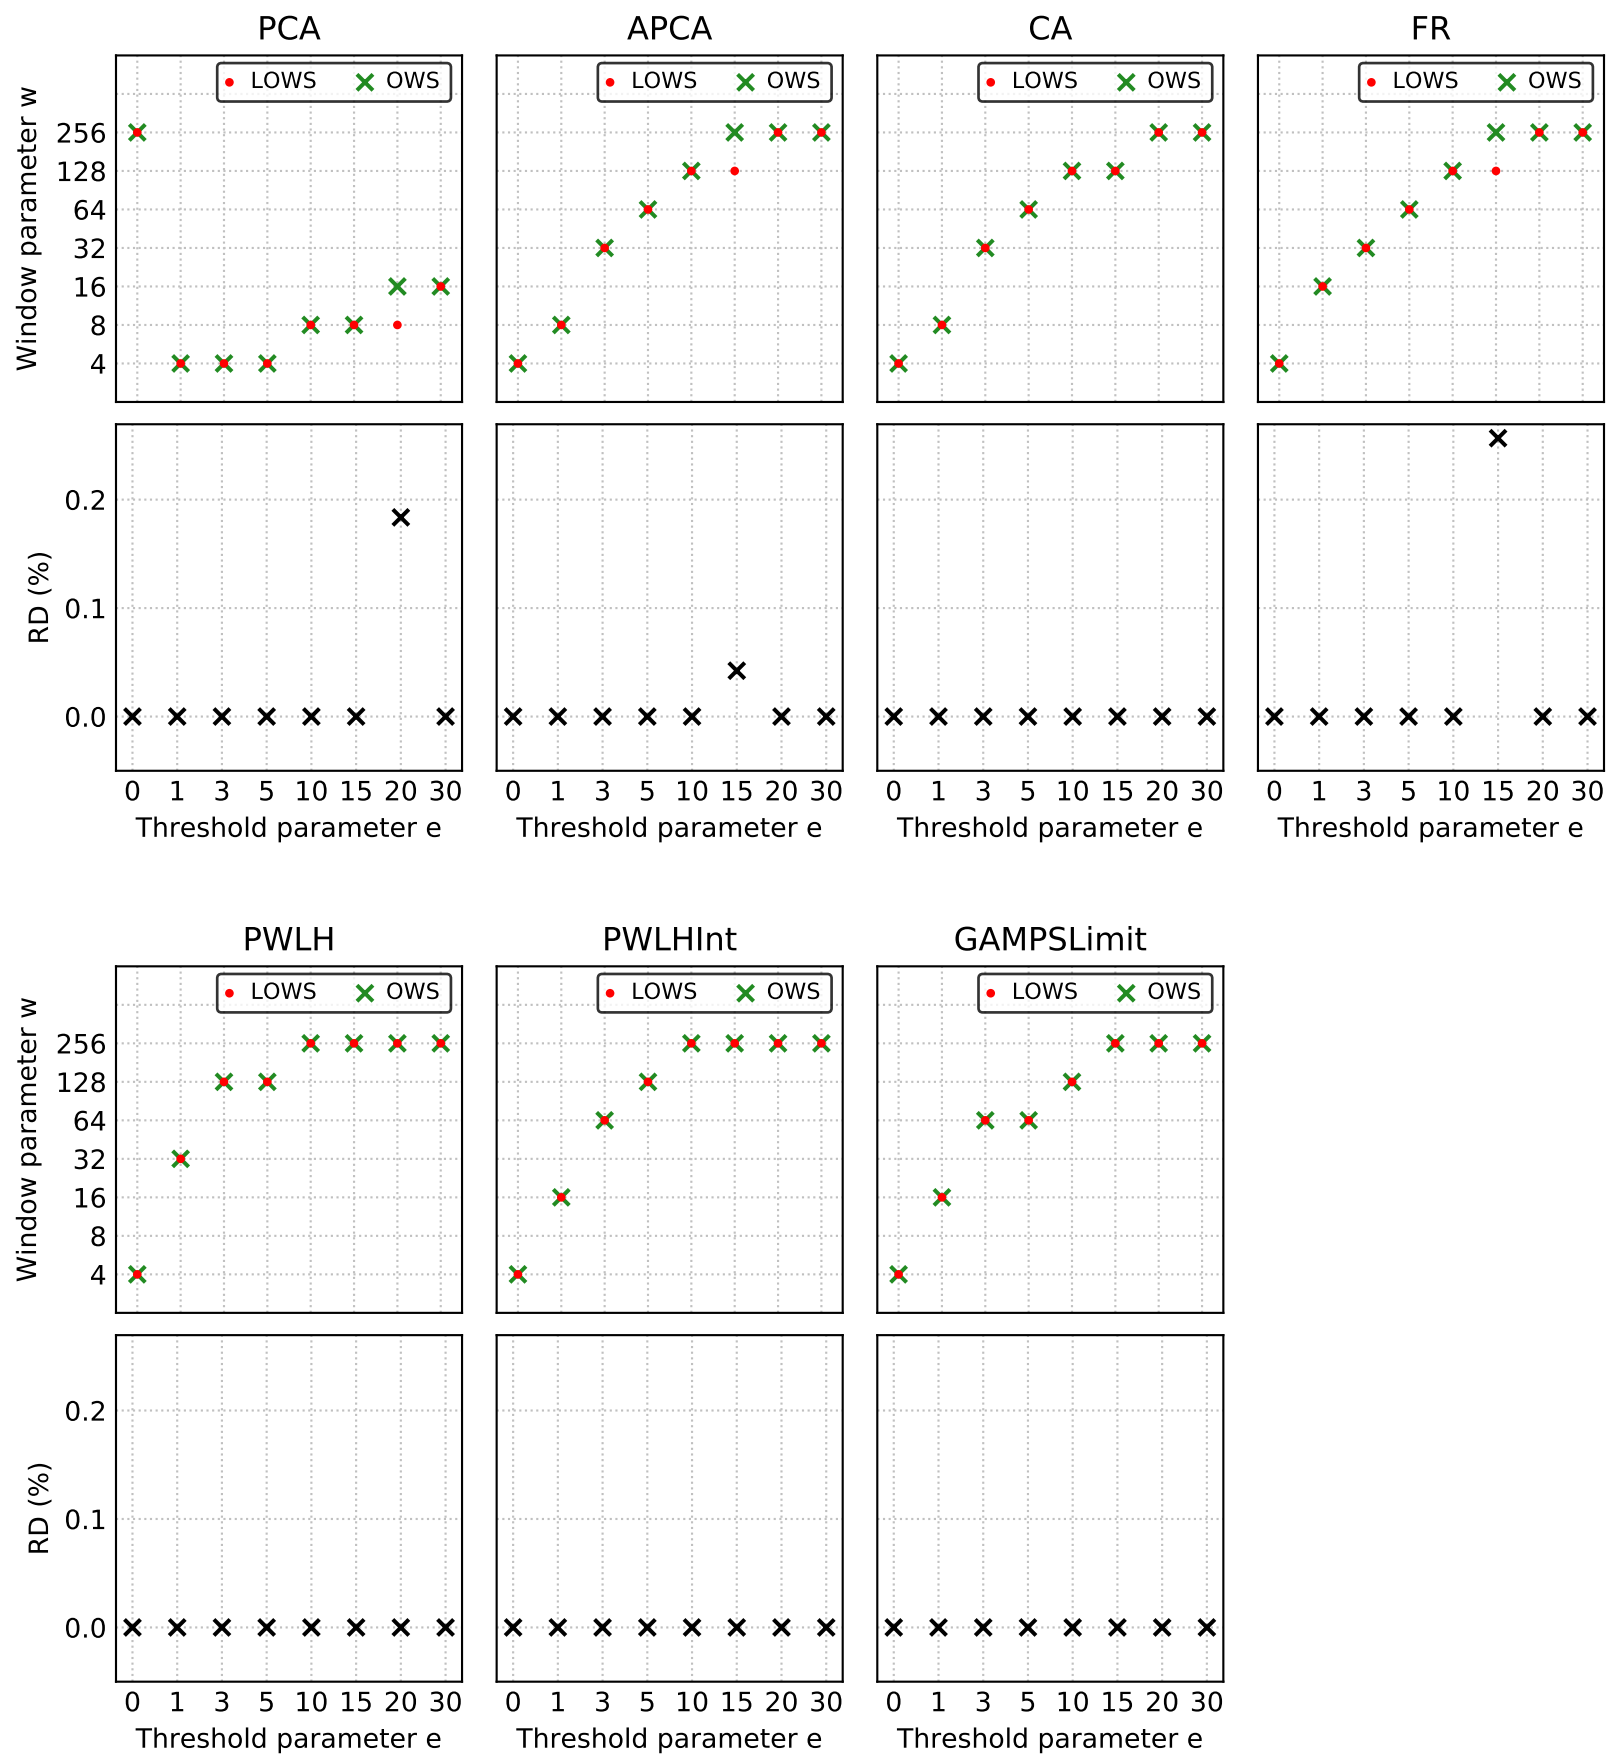 PCA APCA CA FR
LOWS OWS LOWS OWS LOWS OWS LOWS OWS
Window parameter w
256
128
64
32
16
8
4
RD (%)
0.2
0.1
0.0
0 1 3 5 10 15 20 30 0 1 3 5 10 15 20 30 0 1 3 5 10 15 20 30 0 1 3 5 10 15 20 30
Threshold parameter e Threshold parameter e Threshold parameter e Threshold parameter e
PWLH PWLHInt GAMPSLimit
LOWS OWS LOWS OWS LOWS OWS
Window parameter w
256
128
64
32
16
8
4
RD (%)
0.2
0.1
0.0
0 1 3 5 10 15 20 30 0 1 3 5 10 15 20 30 0 1 3 5 10 15 20 30
Threshold parameter e Threshold parameter e Threshold parameter e